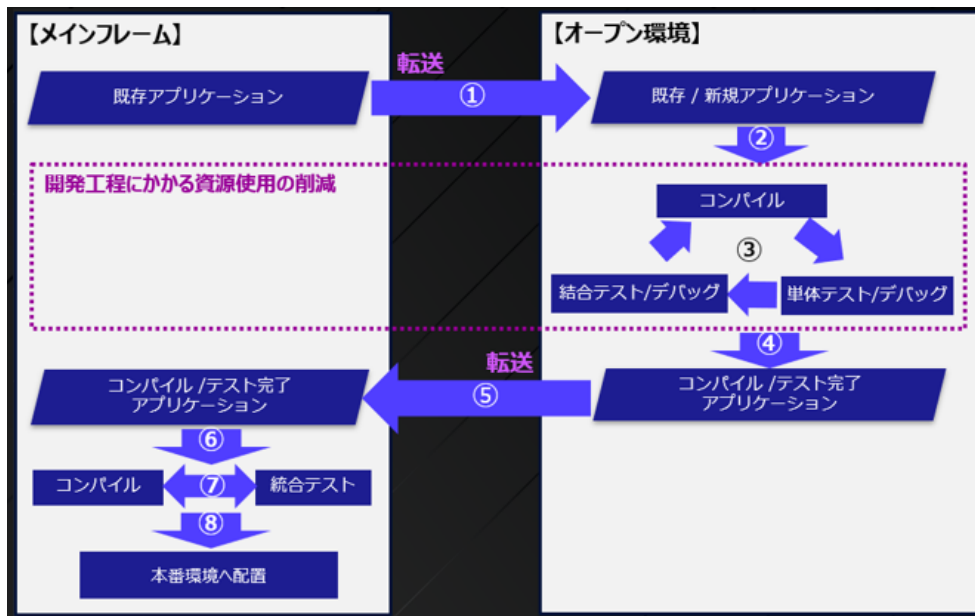 【メインフレーム】
【オープン環境】
転送
既存アプリケーション
①
既存 / 新規アプリケーション
②
開発工程にかかる資源使用の削減
コンパイル
③
結合テスト/デバッグ
単体テスト/デバッグ
④
転送
コンパイル /テスト完了
アプリケーション
⑤
コンパイル /テスト完了
アプリケーション
⑥
コンパイル
⑦
統合テスト
⑧
本番環境へ配置